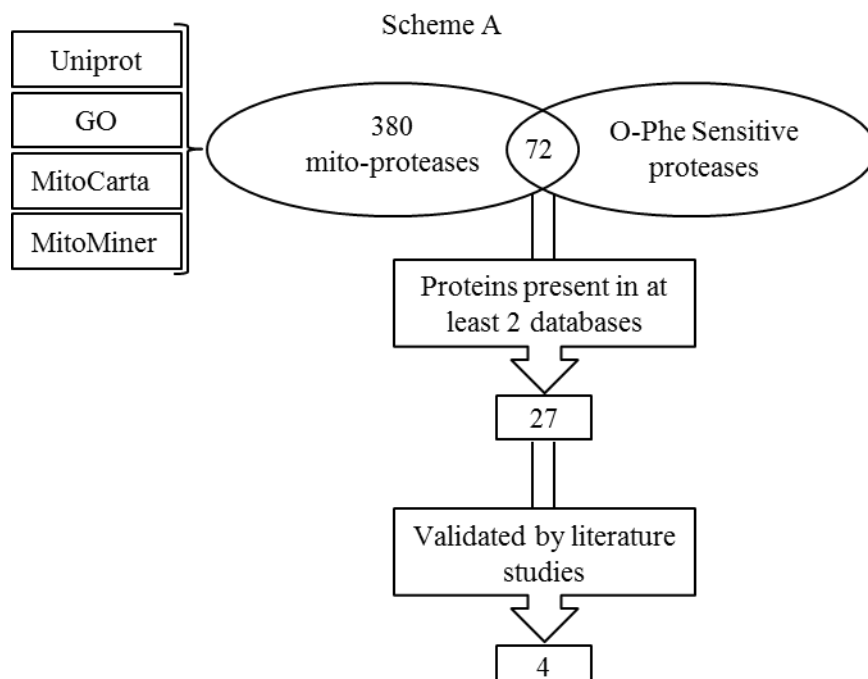 Scheme A
Uniprot
GO
MitoCarta
MitoMiner
380
mito-proteases
72
O-Phe Sensitive
proteases
Proteins present in at
least 2 databases
27
Validated by literature
studies
4